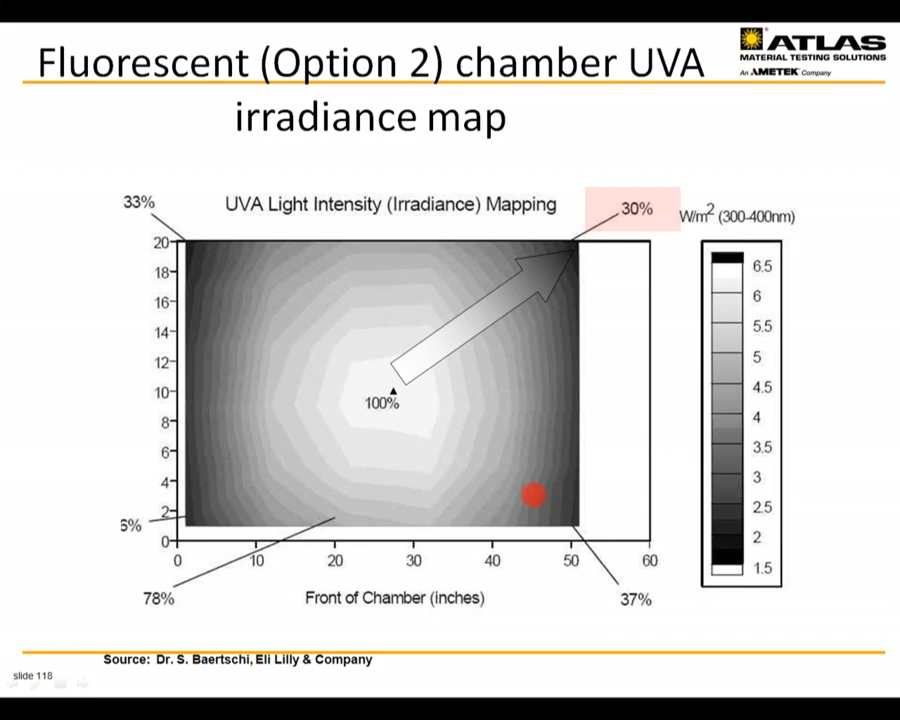 Fluorescent (Option 2) chamber UVA
irradiance map
ATLAS
MATERIAL TESTING SOLUTIONS
An AMETEK Company
33%
UVA Light Intensity (Irradiance) Mapping
30%
W/m2 (300-400nm)
20
18
16
14
12
10
8
6
4
2
0
100%
6.5
6
5.5
5
4.5
4
3.5
3
2.5
2
1.5
0 10 20 30 40 50 60
78%
Front of Chamber (inches)
37%
Source: Dr. S. Baertschi, Eli Lilly & Company
slide 118